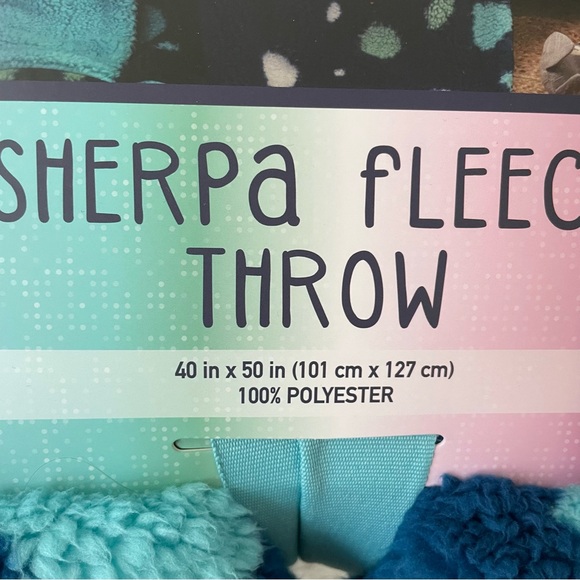 SHERPa fLEEC
THROW
40 in x 50 in (101 cm x 127 cm)
100% POLYESTER